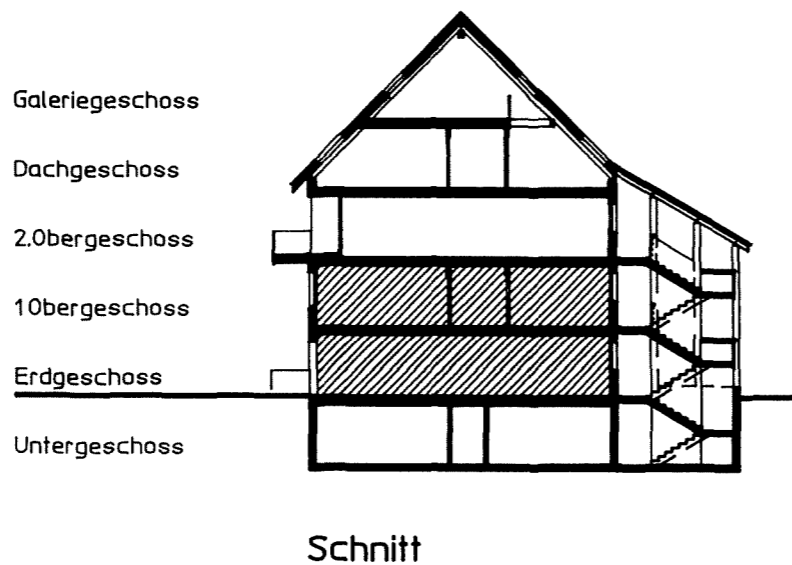 Galeriegeschoss
Dachgeschoss
2.Obergeschoss
1Obergeschoss
Erdgeschoss
Untergeschoss
Schnitt